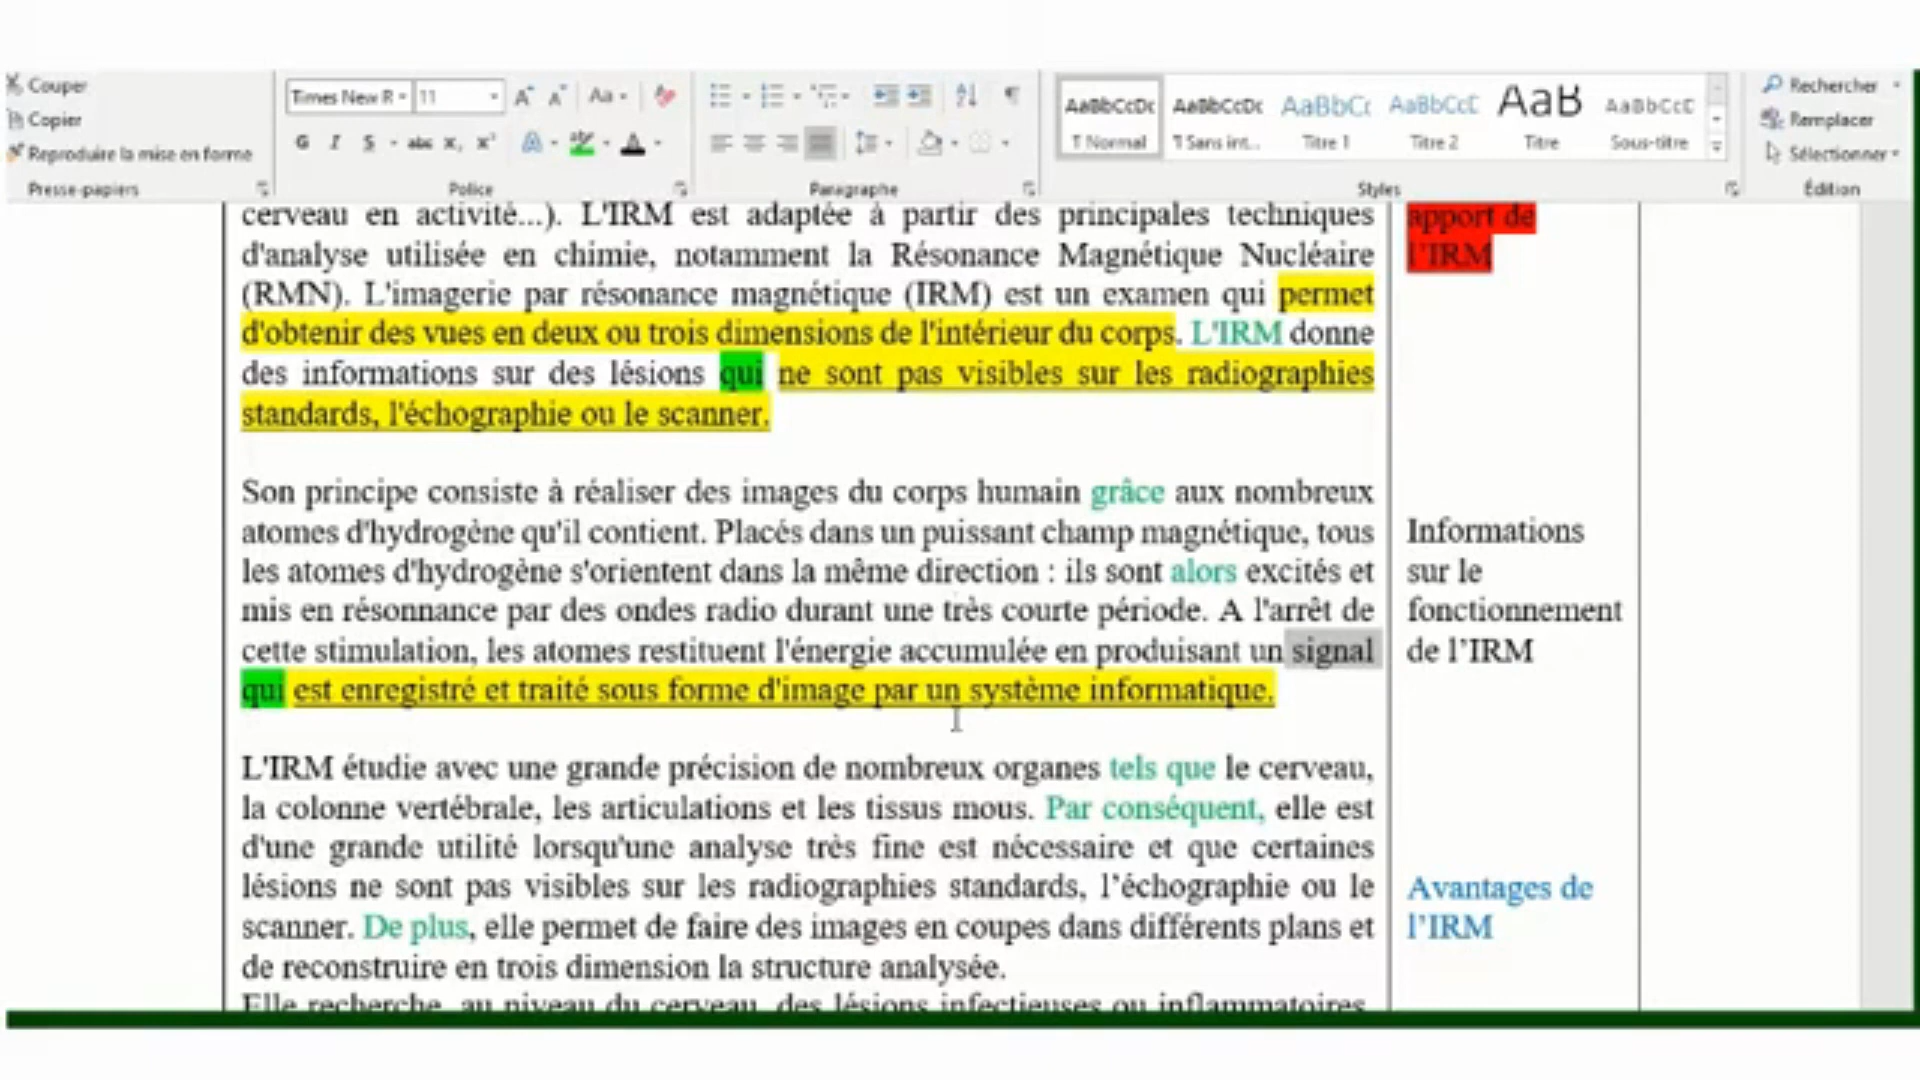 Couper
Copier
Reproduire la mise en forme
Presse-papiers
Times New R
11
Aa
G I S abc x, x'
A
Police
Paragraphe
AaBbCcDc AaBbCcDc AaBbCc AaBbCcC AaB AaBbCcC
¶ Normal ¶ Sans int... Titre 1 Titre 2 Titre Sous-titre
Styles
Rechercher
Remplacer
Sélectionner
Édition
cerveau en activité...). L'IRM est adaptée à partir des principales techniques
d'analyse utilisée en chimie, notamment la Résonance Magnétique Nucléaire
(RMN). L'imagerie par résonance magnétique (IRM) est un examen qui permet
d'obtenir des vues en deux ou trois dimensions de l'intérieur du corps. L'IRM donne
des informations sur des lésions qui ne sont pas visibles sur les radiographies
standards, l'échographie ou le scanner.
Son principe consiste à réaliser des images du corps humain grâce aux nombreux
atomes d'hydrogène qu'il contient. Placés dans un puissant champ magnétique, tous
les atomes d'hydrogène s'orientent dans la même direction : ils sont alors excités et
mis en résonnance par des ondes radio durant une très courte période. A l'arrêt de
cette stimulation, les atomes restituent l'énergie accumulée en produisant un signal
qui est enregistré et traité sous forme d'image par un système informatique.
L'IRM étudie avec une grande précision de nombreux organes tels que le cerveau,
la colonne vertébrale, les articulations et les tissus mous. Par conséquent, elle est
d'une grande utilité lorsqu'une analyse très fine est nécessaire et que certaines
lésions ne sont pas visibles sur les radiographies standards, l’échographie ou le
scanner. De plus, elle permet de faire des images en coupes dans différents plans et
de reconstruire en trois dimension la structure analysée.
Elle recherche, au niveau du cerveau, des lésions infectieuses ou inflammatoires,
apport de
l’IRM
Informations
sur le
fonctionnement
de l’IRM
Avantages de
l’IRM